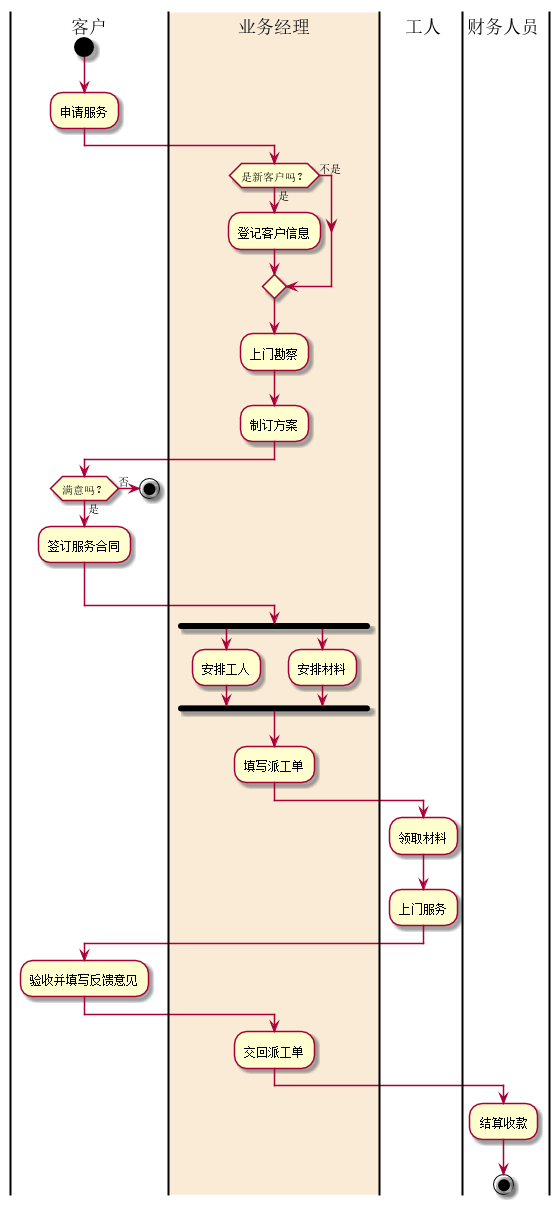 客户
业务经理
工人
财务人员
申请服务
是新客户吗？
不是
是
登记客户信息
上门勘察
制订方案
满意吗？
否
是
签订服务合同
安排工人
安排材料
填写派工单
领取材料
上门服务
验收并填写反馈意见
交回派工单
结算收款